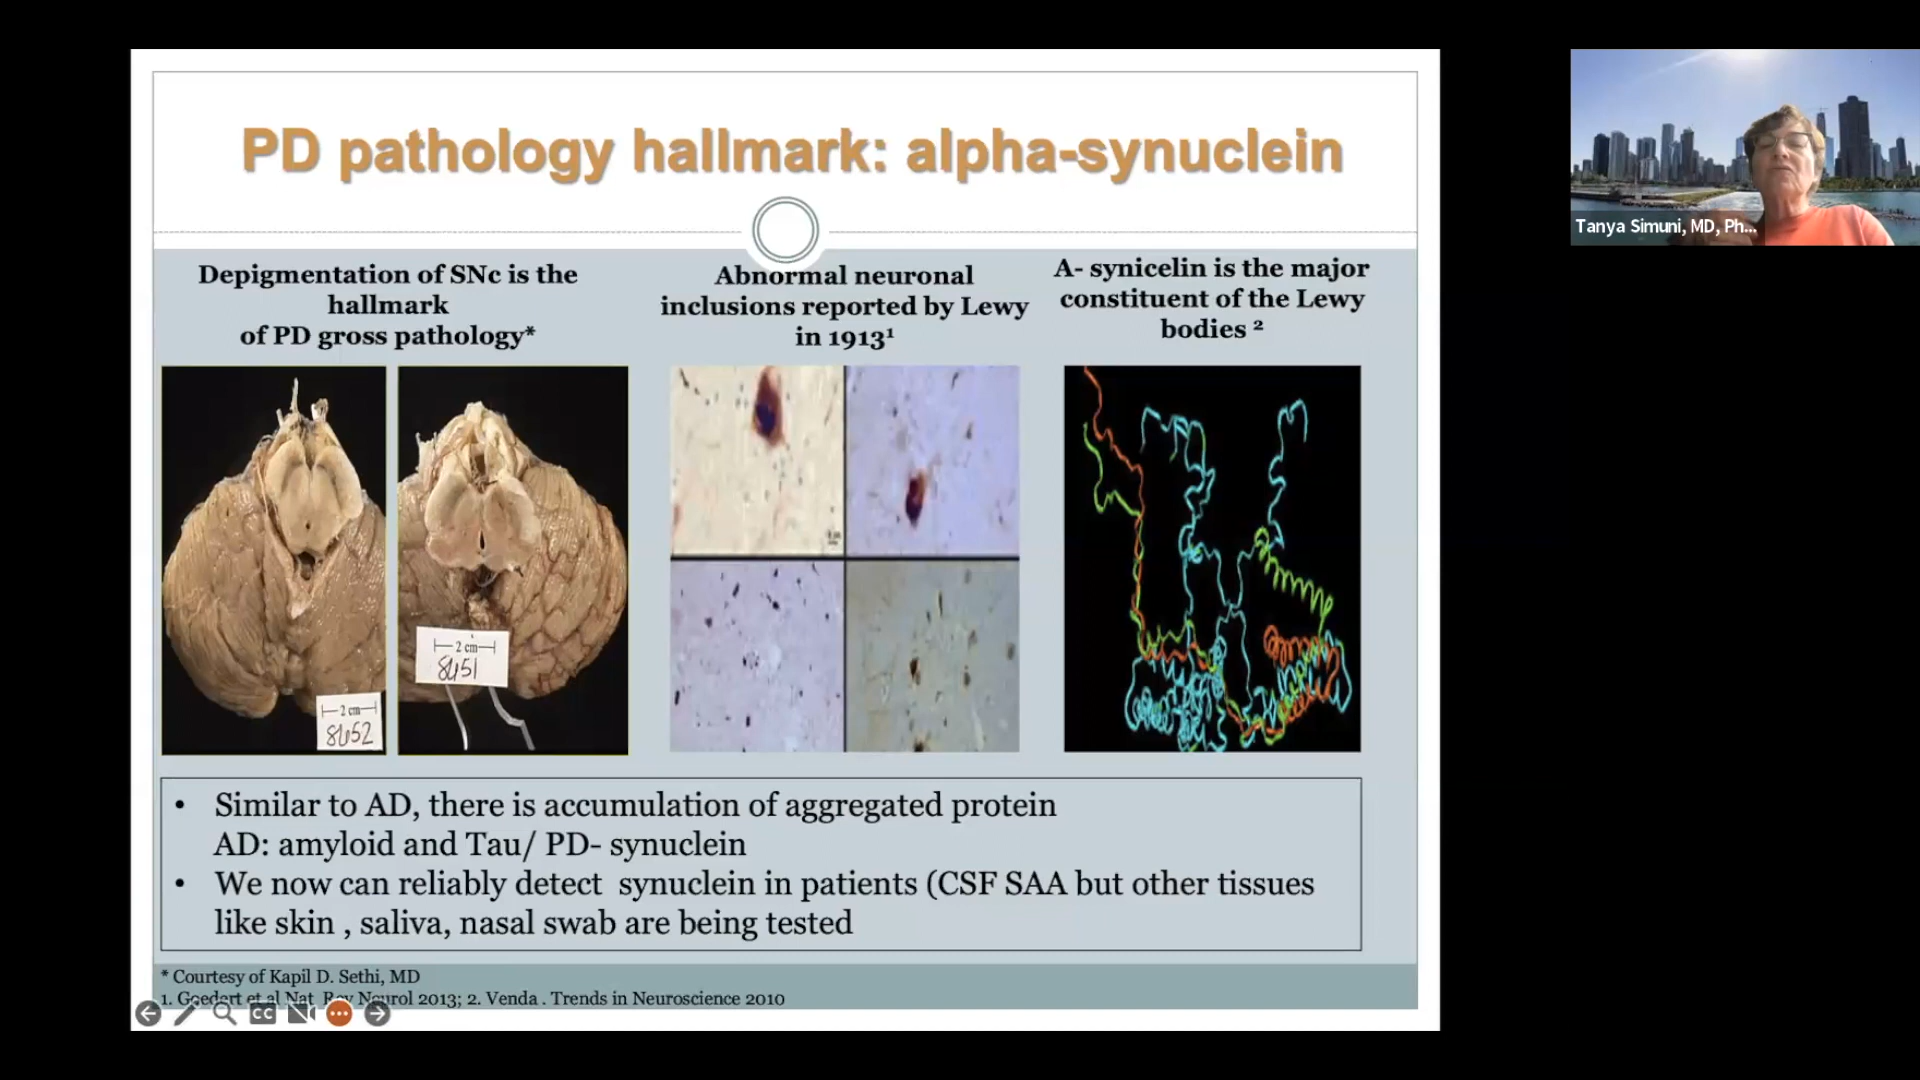 PD pathology hallmark: alpha-synuclein
Tanya Simuni, MD, Ph...
Depigmentation of SNc is the
hallmark
of PD gross pathology*
Abnormal neuronal
inclusions reported by Lewy
in 1913¹
A- synicelin is the major
constituent of the Lewy
bodies ²
2 cm
8652
2 cm
8451
• Similar to AD, there is accumulation of aggregated protein
AD: amyloid and Tau/ PD- synuclein
• We now can reliably detect synuclein in patients (CSF SAA but other tissues
like skin , saliva, nasal swab are being tested
* Courtesy of Kapil D. Sethi, MD
1. Goedert et al Nat Rev Neurol 2013; 2. Venda . Trends in Neuroscience 2010
CC